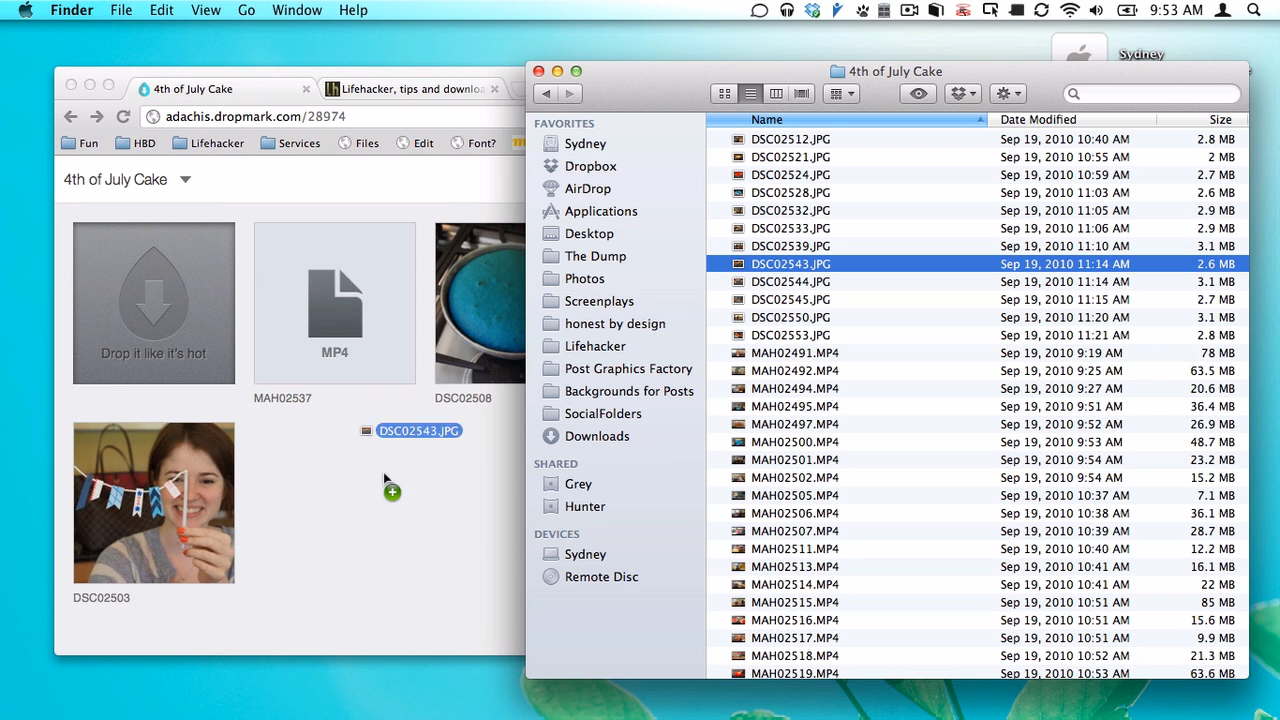 Finder File Edit View Go Window Help 9:53 AM
Sydney
4th of July Cake
Lifehacker, tips and downloa
adachis.dropmark.com/28974
Fun HBD Lifehacker Services Files Edit Font?
4th of July Cake
Drop it like it's hot
MP4
MAH02537
DSC02508
DSC02543.JPG
DSC02503
4th of July Cake
FAVORITES
Sydney
Dropbox
AirDrop
Applications
Desktop
The Dump
Photos
Screenplays
honest by design
Lifehacker
Post Graphics Factory
Backgrounds for Posts
SocialFolders
Downloads
SHARED
Grey
Hunter
DEVICES
Sydney
Remote Disc
Name Date Modified Size
DSC02512.JPG Sep 19, 2010 10:40 AM 2.8 MB
DSC02521.JPG Sep 19, 2010 10:55 AM 2 MB
DSC02524.JPG Sep 19, 2010 10:59 AM 2.7 MB
DSC02528.JPG Sep 19, 2010 11:03 AM 2.6 MB
DSC02532.JPG Sep 19, 2010 11:05 AM 2.9 MB
DSC02533.JPG Sep 19, 2010 11:06 AM 2.9 MB
DSC02539.JPG Sep 19, 2010 11:10 AM 3.1 MB
DSC02543.JPG Sep 19, 2010 11:14 AM 2.6 MB
DSC02544.JPG Sep 19, 2010 11:14 AM 3.1 MB
DSC02545.JPG Sep 19, 2010 11:15 AM 2.7 MB
DSC02550.JPG Sep 19, 2010 11:20 AM 3.1 MB
DSC02553.JPG Sep 19, 2010 11:21 AM 2.8 MB
MAH02491.MP4 Sep 19, 2010 9:19 AM 78 MB
MAH02492.MP4 Sep 19, 2010 9:25 AM 63.5 MB
MAH02494.MP4 Sep 19, 2010 9:27 AM 20.6 MB
MAH02495.MP4 Sep 19, 2010 9:51 AM 36.4 MB
MAH02497.MP4 Sep 19, 2010 9:55 AM 26.9 MB
MAH02500.MP4 Sep 19, 2010 9:53 AM 48.7 MB
MAH02501.MP4 Sep 19, 2010 9:54 AM 23.2 MB
MAH02502.MP4 Sep 19, 2010 9:54 AM 15.2 MB
MAH02505.MP4 Sep 19, 2010 10:37 AM 7.1 MB
MAH02506.MP4 Sep 19, 2010 10:38 AM 36.1 MB
MAH02507.MP4 Sep 19, 2010 10:39 AM 28.7 MB
MAH02511.MP4 Sep 19, 2010 10:40 AM 12.2 MB
MAH02513.MP4 Sep 19, 2010 10:41 AM 16.1 MB
MAH02514.MP4 Sep 19, 2010 10:41 AM 22 MB
MAH02515.MP4 Sep 19, 2010 10:51 AM 85 MB
MAH02516.MP4 Sep 19, 2010 10:51 AM 15.6 MB
MAH02517.MP4 Sep 19, 2010 10:51 AM 9.9 MB
MAH02518.MP4 Sep 19, 2010 10:52 AM 21.3 MB
MAH02519.MP4 Sep 19, 2010 10:53 AM 63.6 MB